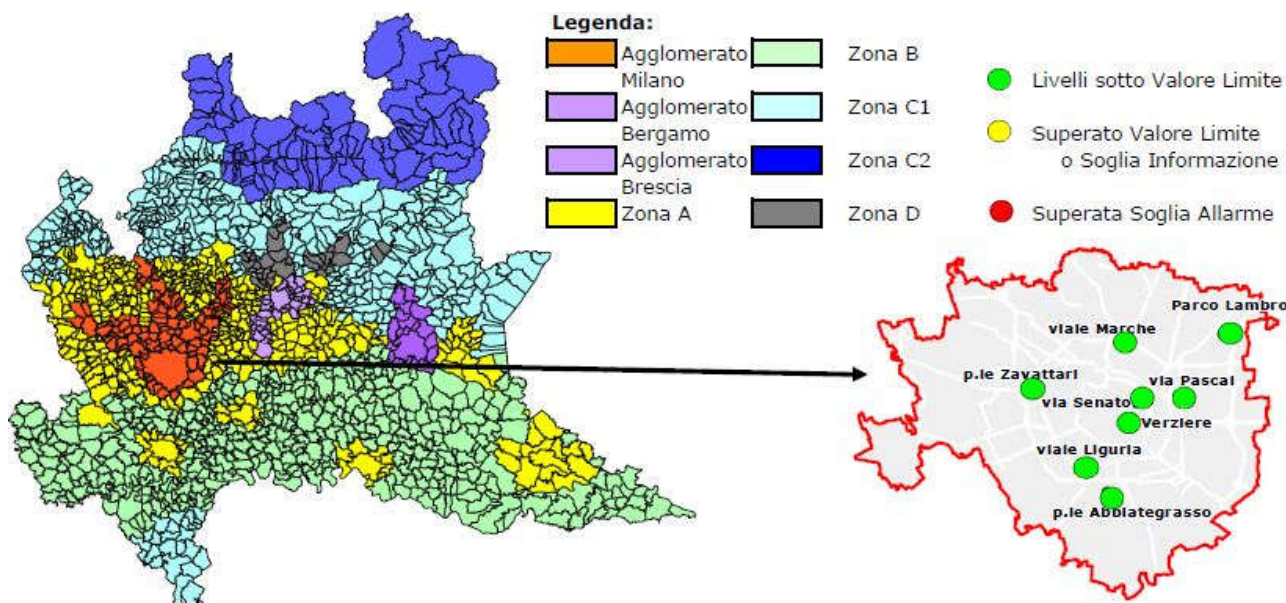 Legenda:
Agglomerato
Milano
Agglomerato
Bergamo
Agglomerato
Brescia
Zona A
Zona B
Zona C1
Zona C2
Zona D
Livelli sotto Valore Limite
Superato Valore Limite
o Soglia Informazione
Superata Soglia Allarme
Parco Lambro
viale Marche
p.le Zavattari
via Pascal
via Senato
Verziere
viale Liguria
p.le Abbiategrasso